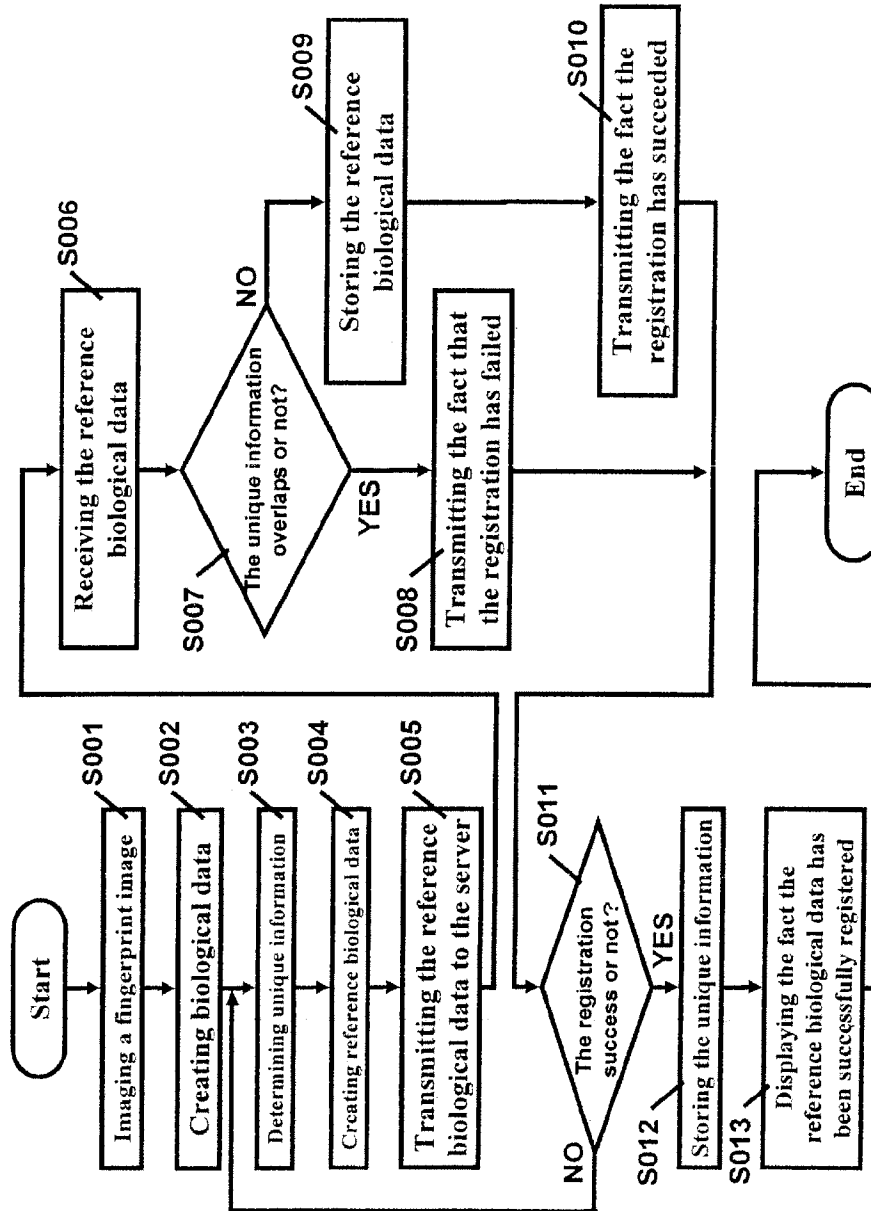 Start
S001
Imaging a fingerprint image
S002
Creating biological data
S003
Determining unique information
S004
Creating reference biological data
S005
Transmitting the reference
biological data to the server
S006
Receiving the reference
biological data
S007
The unique information
overlaps or not?
NO
YES
S008
Transmitting the fact that
the registration has failed
S009
Storing the reference
biological data
S010
Transmitting the fact the
registration has succeeded
S011
The registration
success or not?
NO
YES
S012
Storing the unique information
S013
Displaying the fact the
reference biological data has
been successfully registered
End